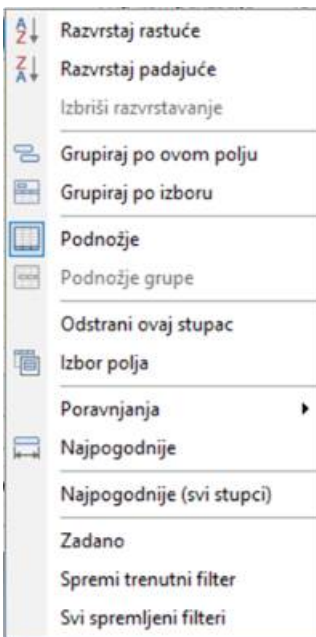 Razvrstaj rastuće
Razvrstaj padajuće
Izbriši razvrstavanje
Grupiraj po ovom polju
Grupiraj po izboru
Podnožje
Podnožje grupe
Odstrani ovaj stupac
Izbor polja
Poravnjanja
Najpogodnije
Najpogodnije (svi stupci)
Zadano
Spremi trenutni filter
Svi spremljeni filteri